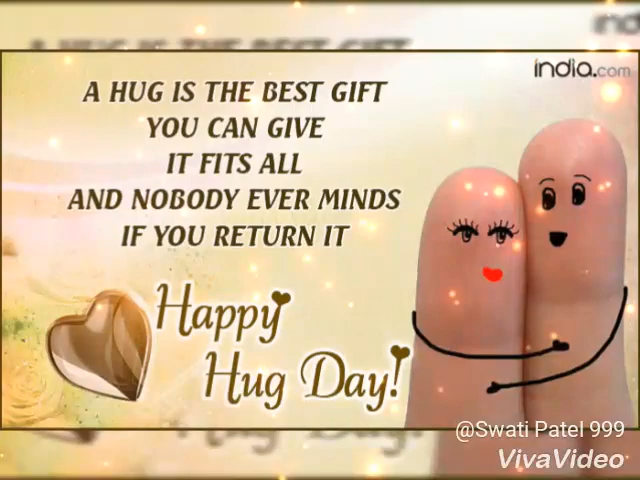 india.com
A HUG IS THE BEST GIFT
YOU CAN GIVE
IT FITS ALL
AND NOBODY EVER MINDS
IF YOU RETURN IT
Happy
Hug Day!
@Swati Patel 999
VivaVideo